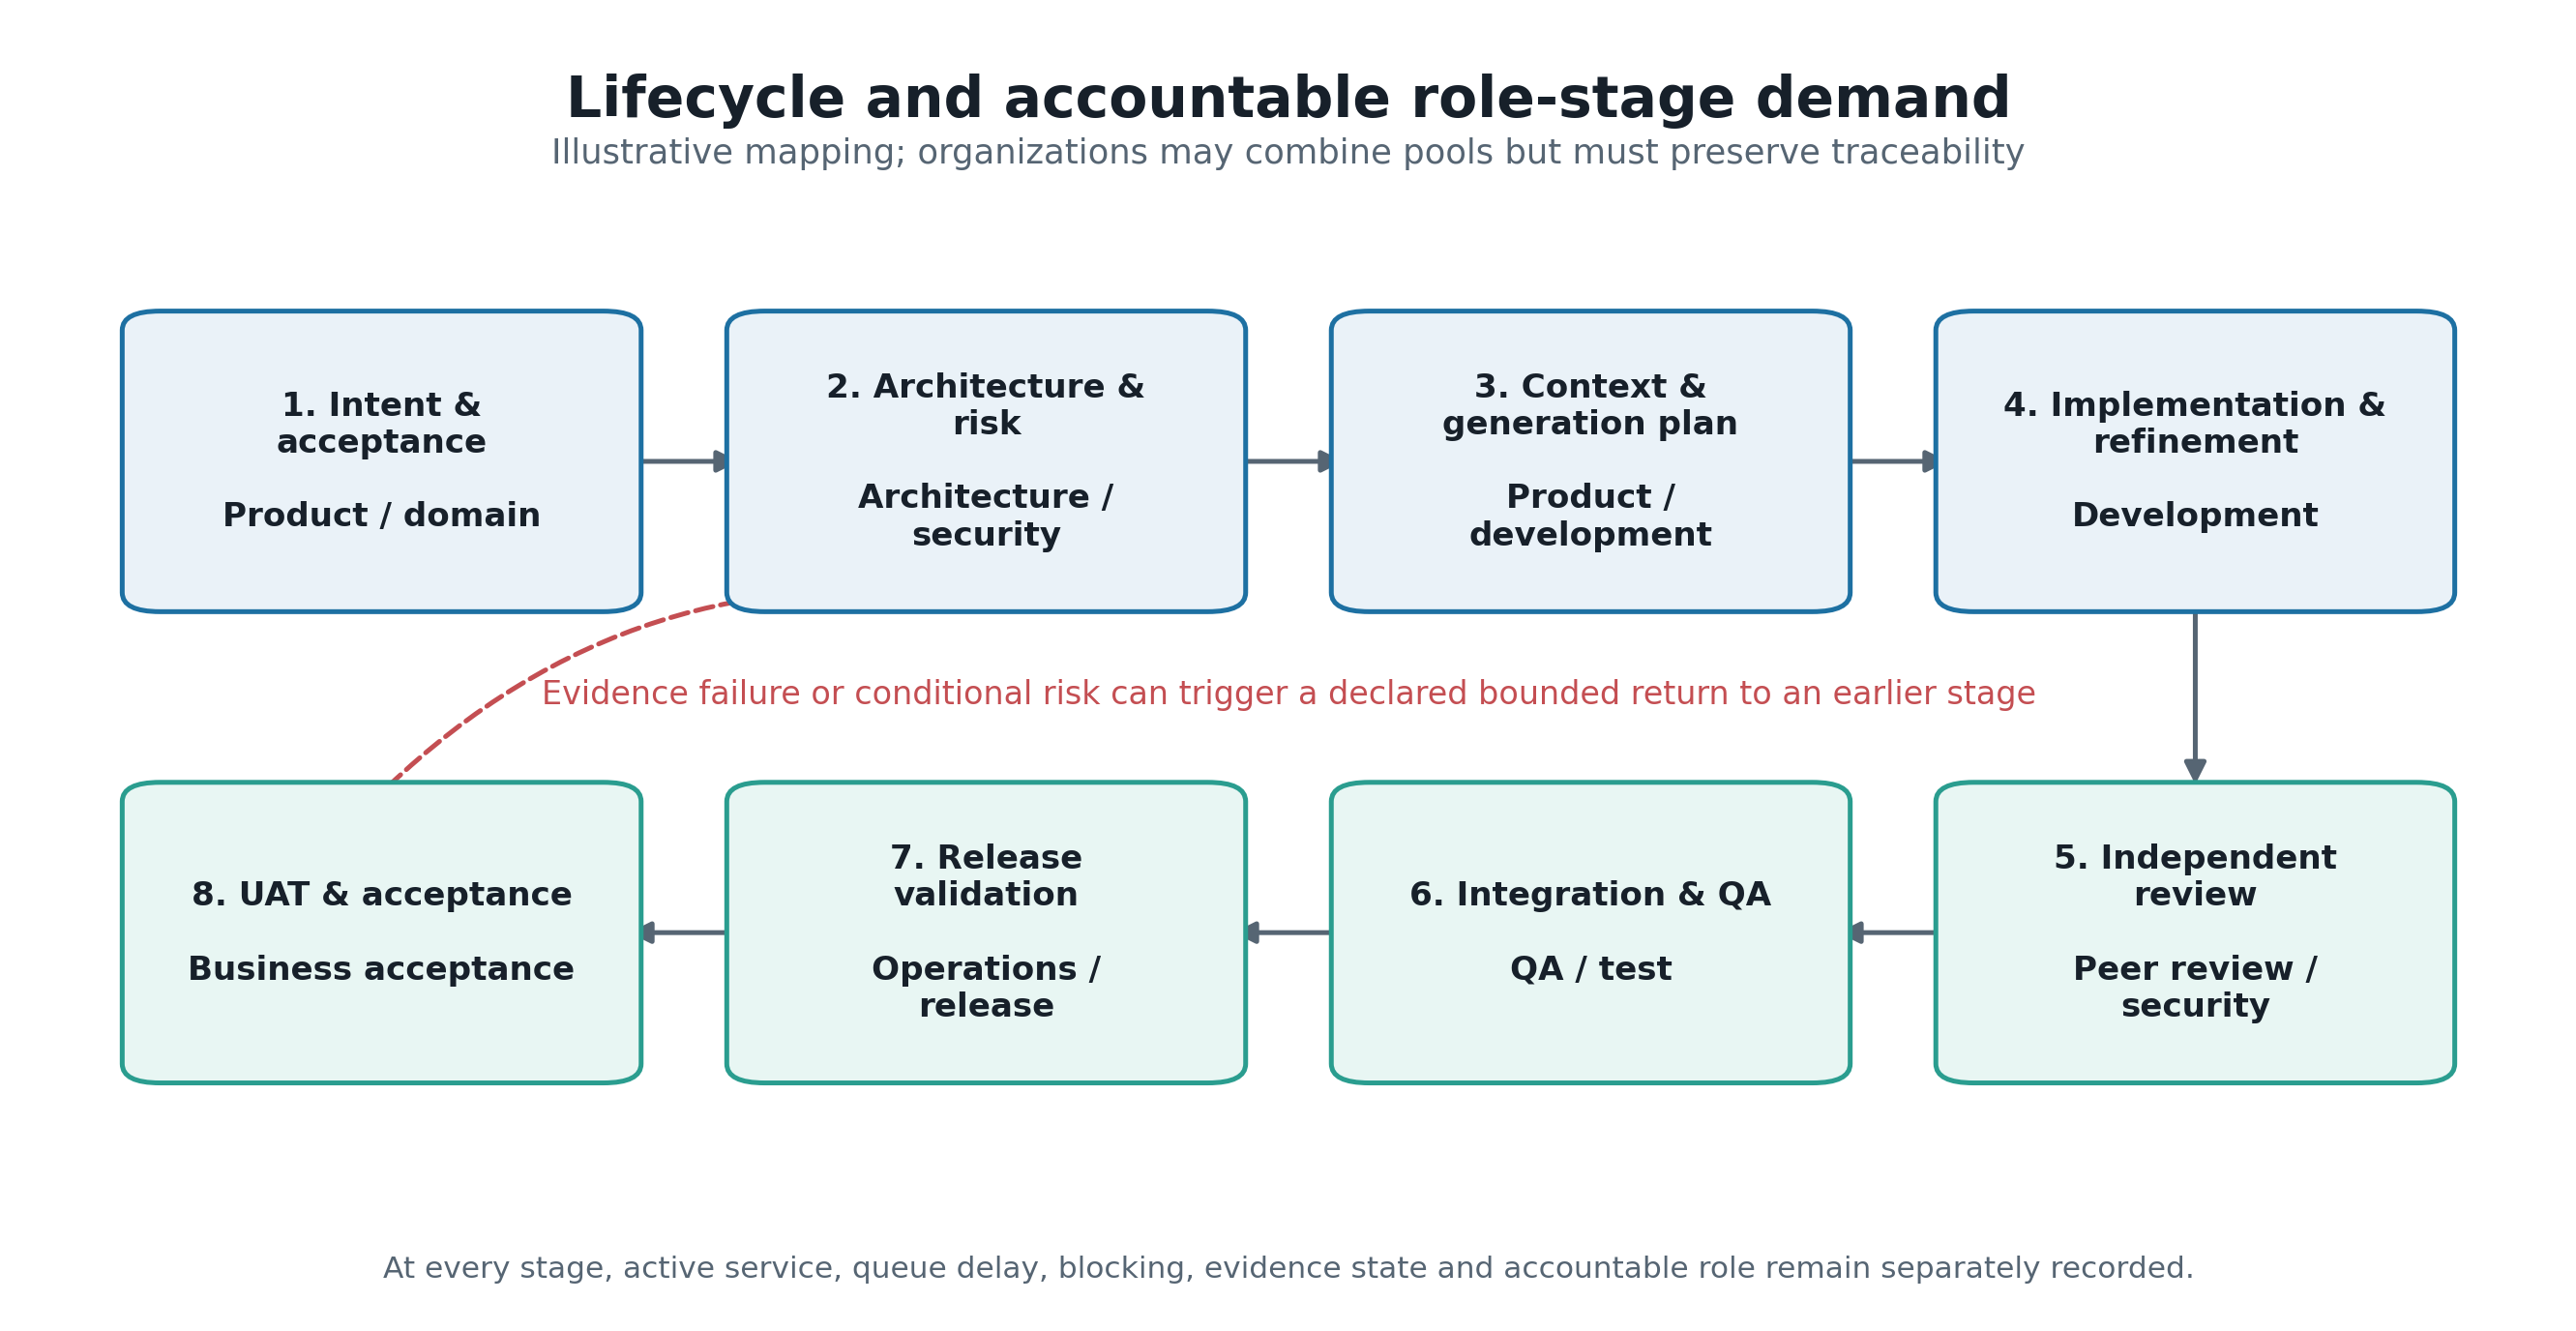 Lifecycle and accountable role-stage demand
Illustrative mapping; organizations may combine pools but must preserve traceability
1. Intent &
acceptance
Product / domain
2. Architecture &
risk
Architecture /
security
3. Context &
generation plan
Product /
development
4. Implementation &
refinement
Development
Evidence failure or conditional risk can trigger a declared bounded return to an earlier stage
5. Independent
review
Peer review /
security
6. Integration & QA
QA / test
7. Release
validation
Operations /
release
8. UAT & acceptance
Business acceptance
At every stage, active service, queue delay, blocking, evidence state and accountable role remain separately recorded.